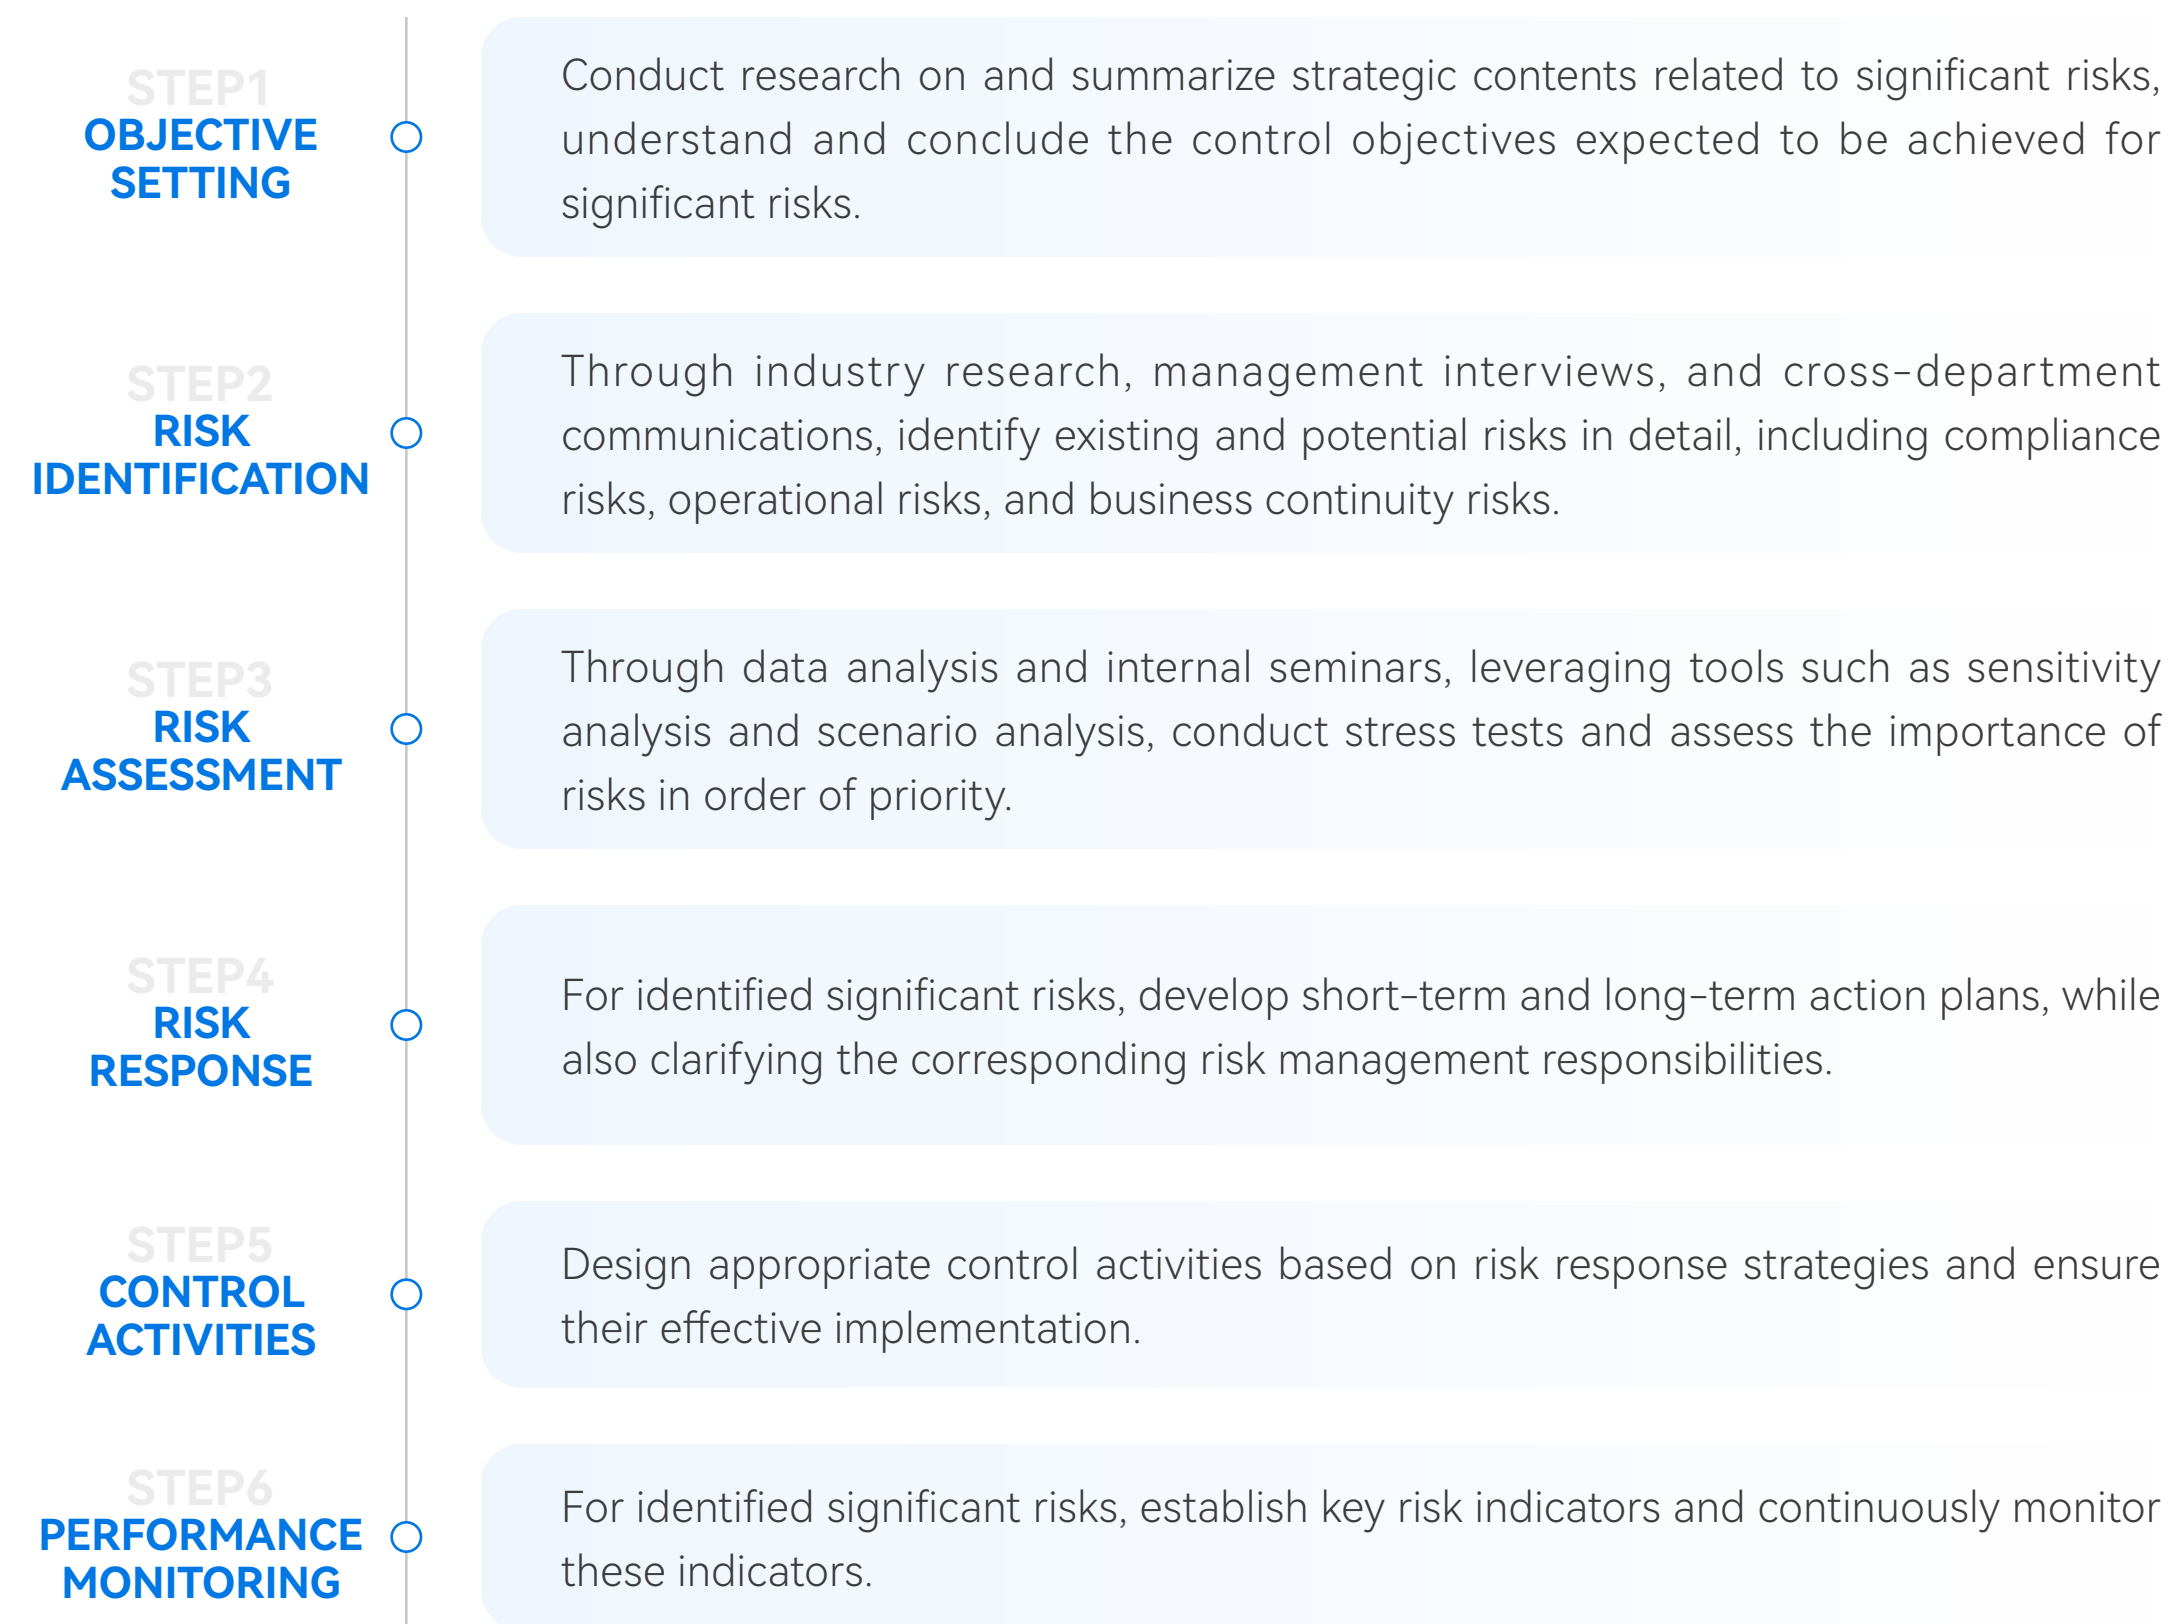 STEP1
OBJECTIVE
SETTING
Conduct research on and summarize strategic contents related to significant risks,
understand and conclude the control objectives expected to be achieved for
significant risks.
STEP2
RISK
IDENTIFICATION
Through industry research, management interviews, and cross-department
communications, identify existing and potential risks in detail, including compliance
risks, operational risks, and business continuity risks.
STEP3
RISK
ASSESSMENT
Through data analysis and internal seminars, leveraging tools such as sensitivity
analysis and scenario analysis, conduct stress tests and assess the importance of
risks in order of priority.
STEP4
RISK
RESPONSE
For identified significant risks, develop short-term and long-term action plans, while
also clarifying the corresponding risk management responsibilities.
STEP5
CONTROL
ACTIVITIES
Design appropriate control activities based on risk response strategies and ensure
their effective implementation.
STEP6
PERFORMANCE
MONITORING
For identified significant risks, establish key risk indicators and continuously monitor
these indicators.